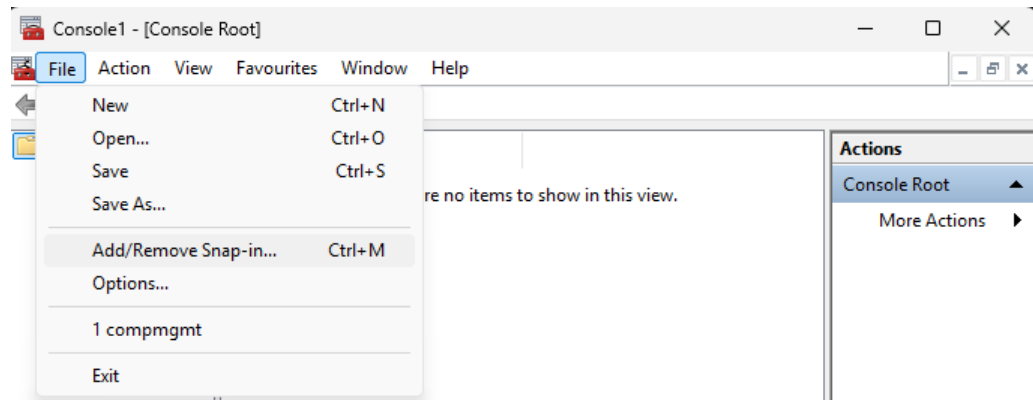 Console1 - [Console Root]
File Action View Favourites Window Help
New Ctrl+N
Open... Ctrl+O
Save Ctrl+S
Save As...
Add/Remove Snap-in... Ctrl+M
Options...
1 compmgmt
Exit
re no items to show in this view.
Actions
Console Root
More Actions